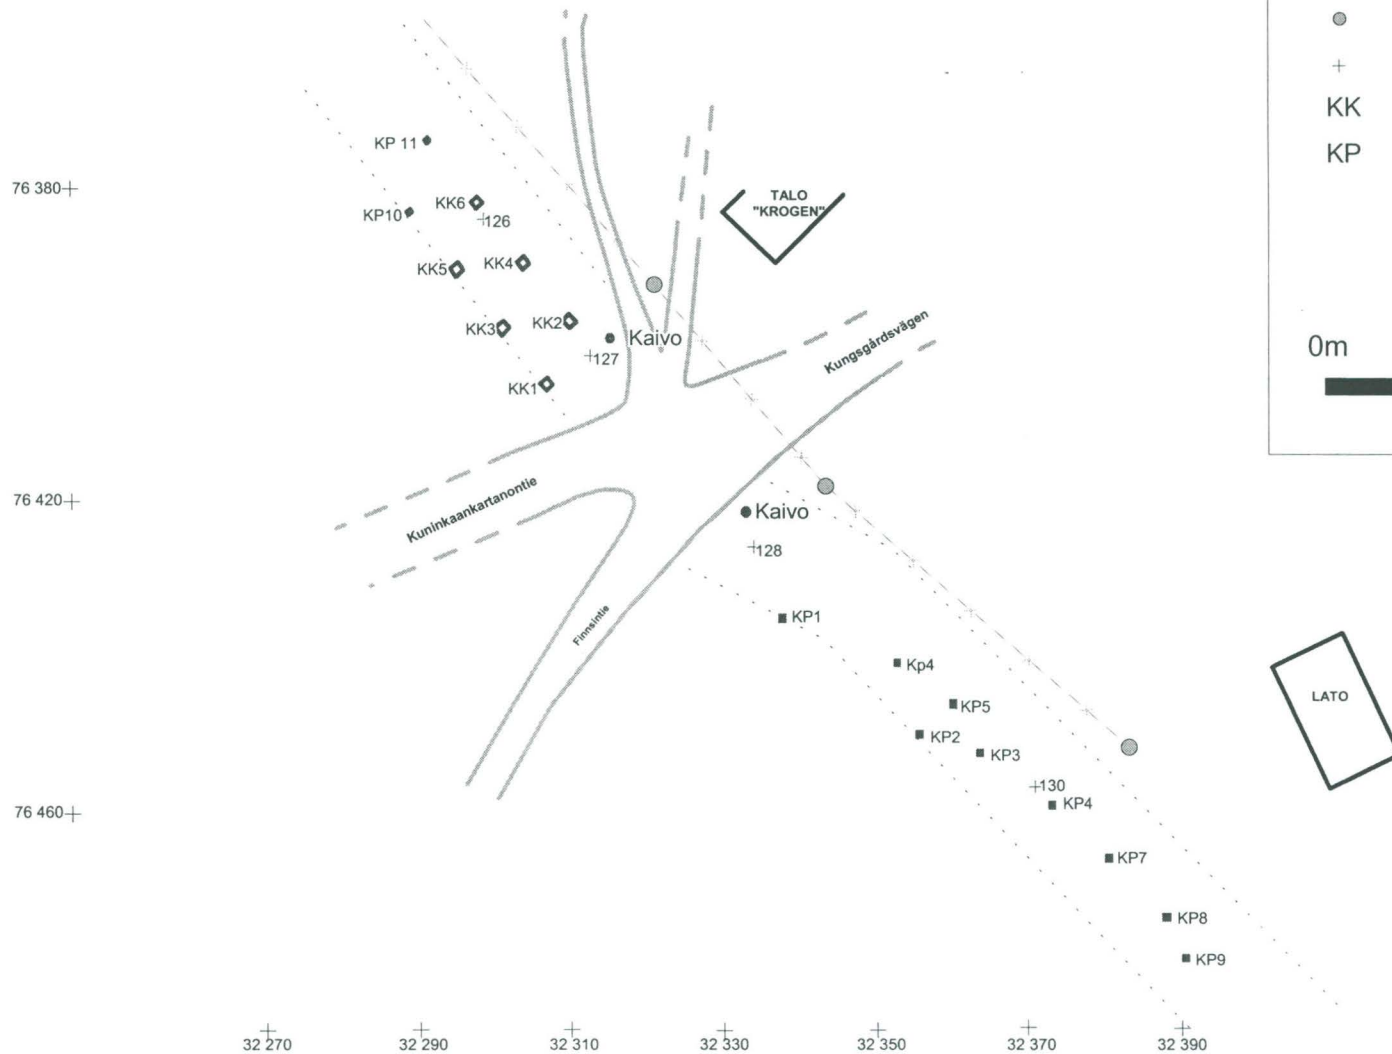 KK
KP
0m
KP 11
76 380
TALO
"KROGEN"
KK6
KP10
126
KK5
KK4
KK3
KK2
Kaivo
127
Kungsgårdsvägen
KK1
76 420
Kuninkaankartanontie
Kaivo
128
Finnsintie
KP1
Kp4
KP5
LATO
KP2
KP3
130
KP4
76 460
KP7
KP8
KP9
32 270
32 290
32 310
32 330
32 350
32 370
32 390